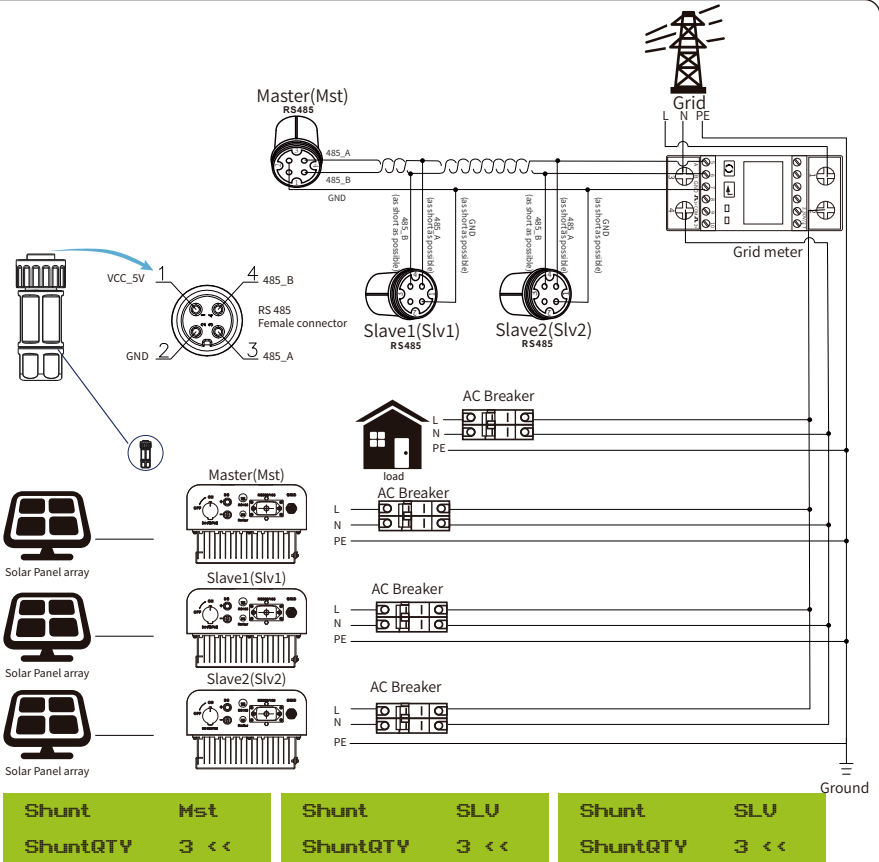 Master(Mst)
RS485
485_A
485_B
GND
Grid
L N PE
Grid meter
485_B
(as short as possible)
485_A
(as short as possible)
GND
(as short as possible)
485_B
(as short as possible)
485_A
(as short as possible)
GND
(as short as possible)
Slave1(Slv1)
RS485
Slave2(Slv2)
RS485
VCC_5V 1
4 485_B
RS 485
Female connector
GND 2
3 485_A
AC Breaker
L
N
PE
load
Master(Mst)
AC Breaker
L
N
PE
Solar Panel array
Slave1(Slv1)
AC Breaker
L
N
PE
Solar Panel array
Slave2(Slv2)
AC Breaker
L
N
PE
Solar Panel array
Ground
Shunt Mst
ShuntQTY 3 <<
Shunt SLV
ShuntQTY 3 <<
Shunt SLV
ShuntQTY 3 <<